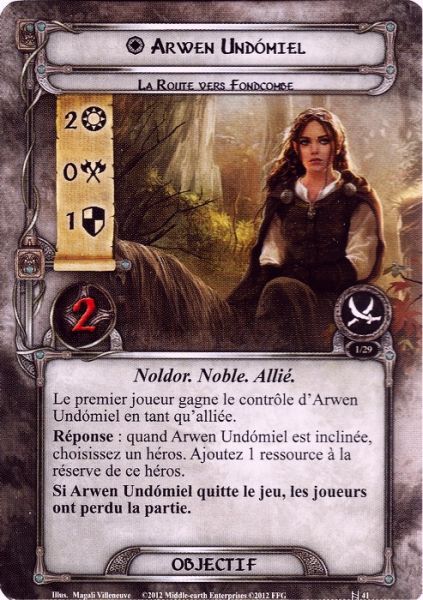 Arwen Undómiel
La Route vers Fondcombe
2
0
1
2
1/29
Noldor. Noble. Allié.
Le premier joueur gagne le contrôle d'Arwen
Undómiel en tant qu'alliée.
Réponse : quand Arwen Undómiel est inclinée,
choisissez un héros. Ajoutez 1 ressource à la
réserve de ce héros.
Si Arwen Undómiel quitte le jeu, les joueurs
ont perdu la partie.
OBJECTIF
Illus. Magali Villeneuve ©2012 Middle-earth Enterprises ©2012 FFG 41